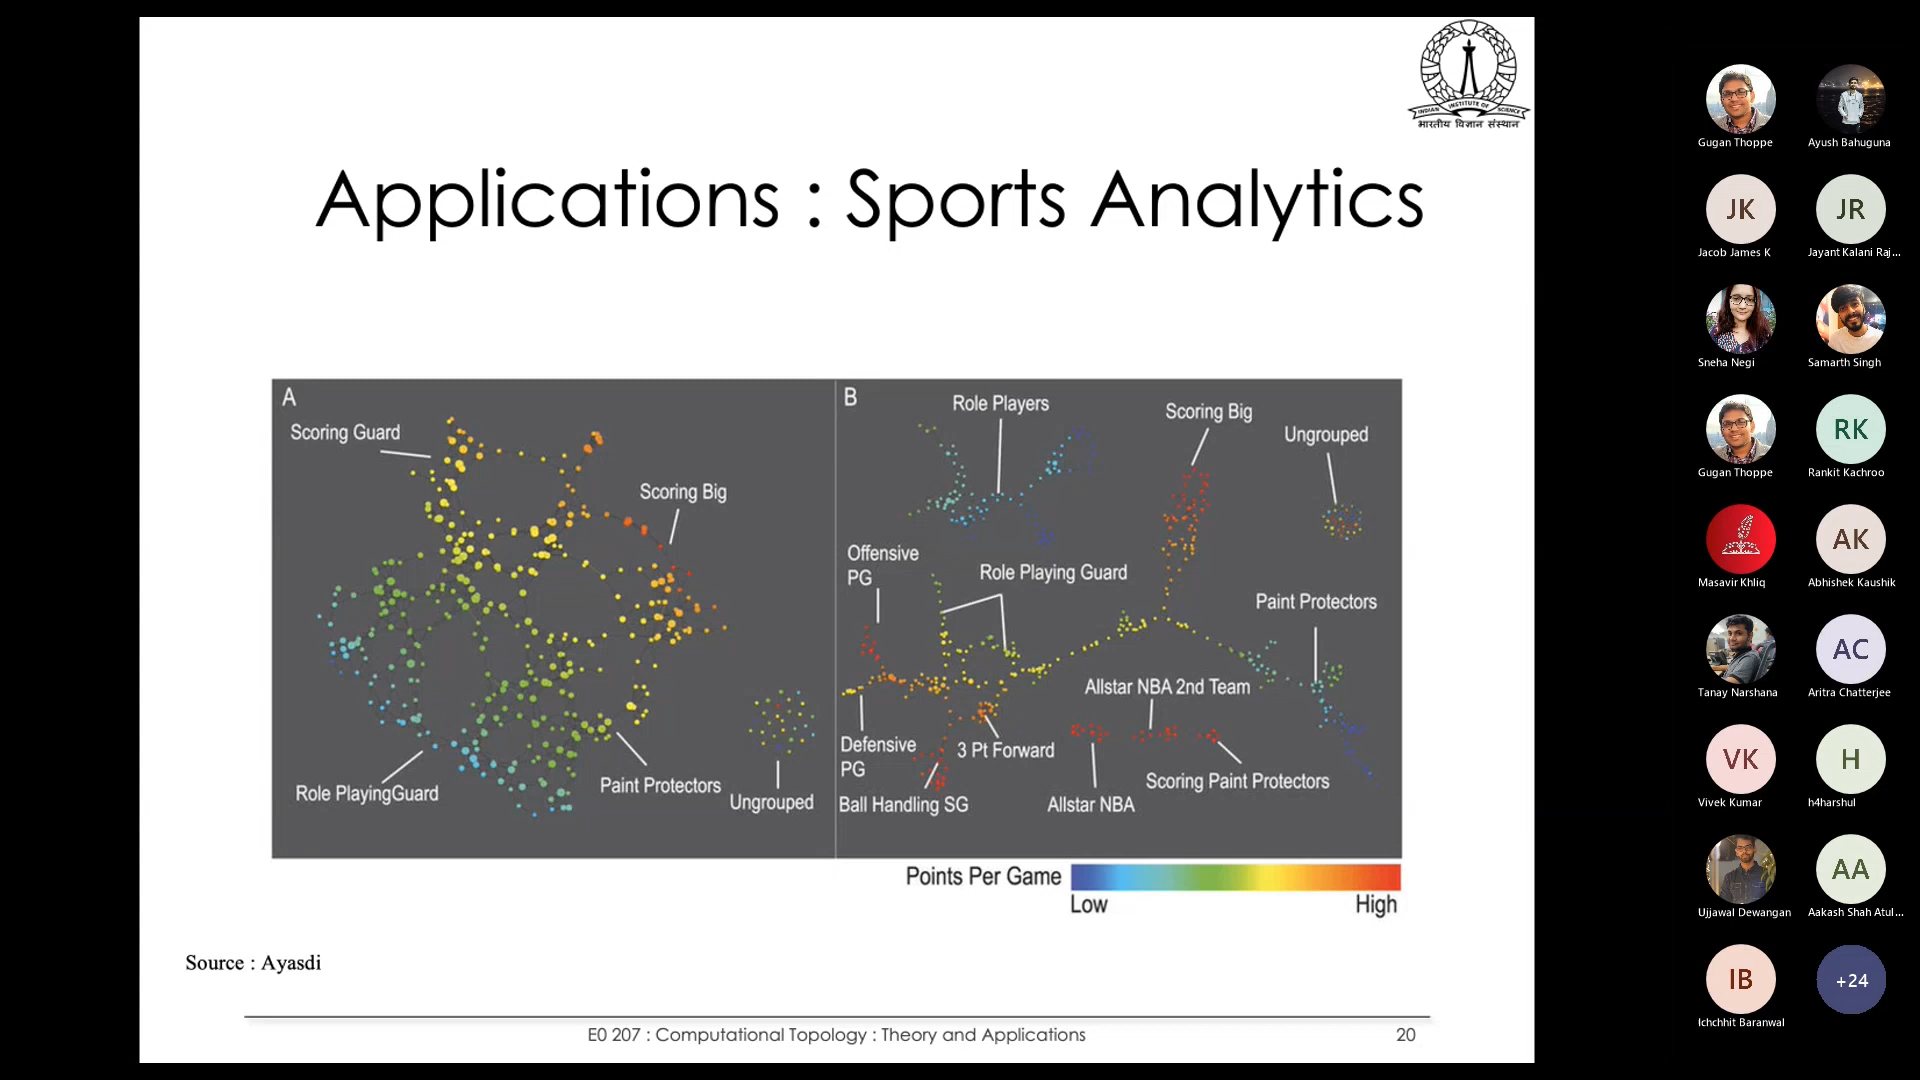 INDIAN INSTITUTE OF SCIENCE
भारतीय विज्ञान संस्थान
Applications : Sports Analytics
A
Scoring Guard
Scoring Big
Role PlayingGuard
Paint Protectors
Ungrouped
B
Role Players
Scoring Big
Ungrouped
Offensive
PG
Role Playing Guard
Paint Protectors
Allstar NBA 2nd Team
Defensive
PG
3 Pt Forward
Scoring Paint Protectors
Ball Handling SG
Allstar NBA
Points Per Game
Low
High
Source : Ayasdi
E0 207 : Computational Topology : Theory and Applications
20
Gugan Thoppe
Ayush Bahuguna
JK
JR
Jacob James K
Jayant Kalani Raj...
Sneha Negi
Samarth Singh
RK
Gugan Thoppe
Rankit Kachroo
AK
Masavir Khliq
Abhishek Kaushik
AC
Tanay Narshana
Aritra Chatterjee
VK
H
Vivek Kumar
h4harshul
AA
Ujjawal Dewangan
Aakash Shah Atul...
IB
+24
Ichchhit Baranwal